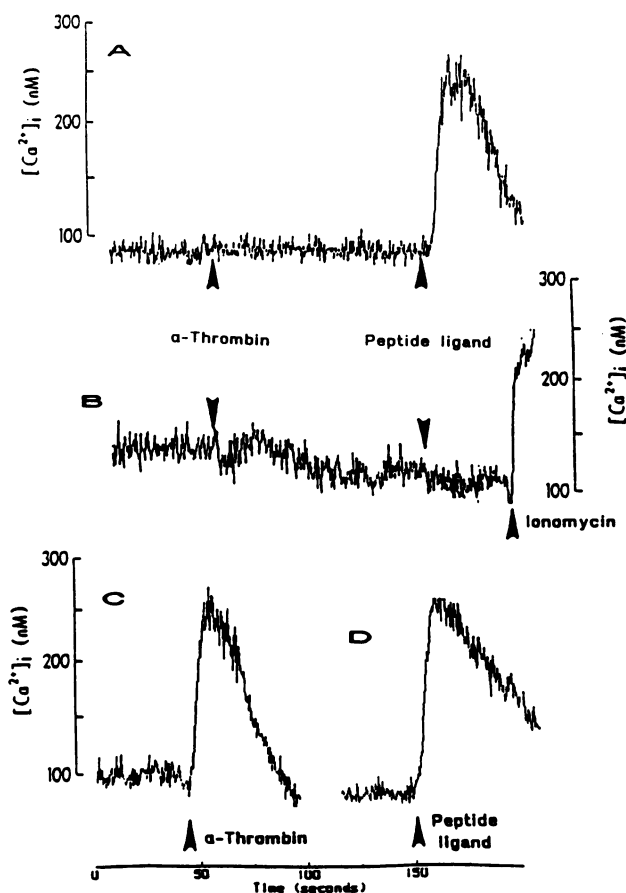 300
A
[Ca²⁺]ᵢ (nM)
200
100
300
α-Thrombin
Peptide ligand
[Ca²⁺]ᵢ (nM)
200
B
100
Ionomycin
300
C
D
[Ca²⁺]ᵢ (nM)
200
100
α-Thrombin
Peptide
ligand
0
50
100
150
Time (seconds)